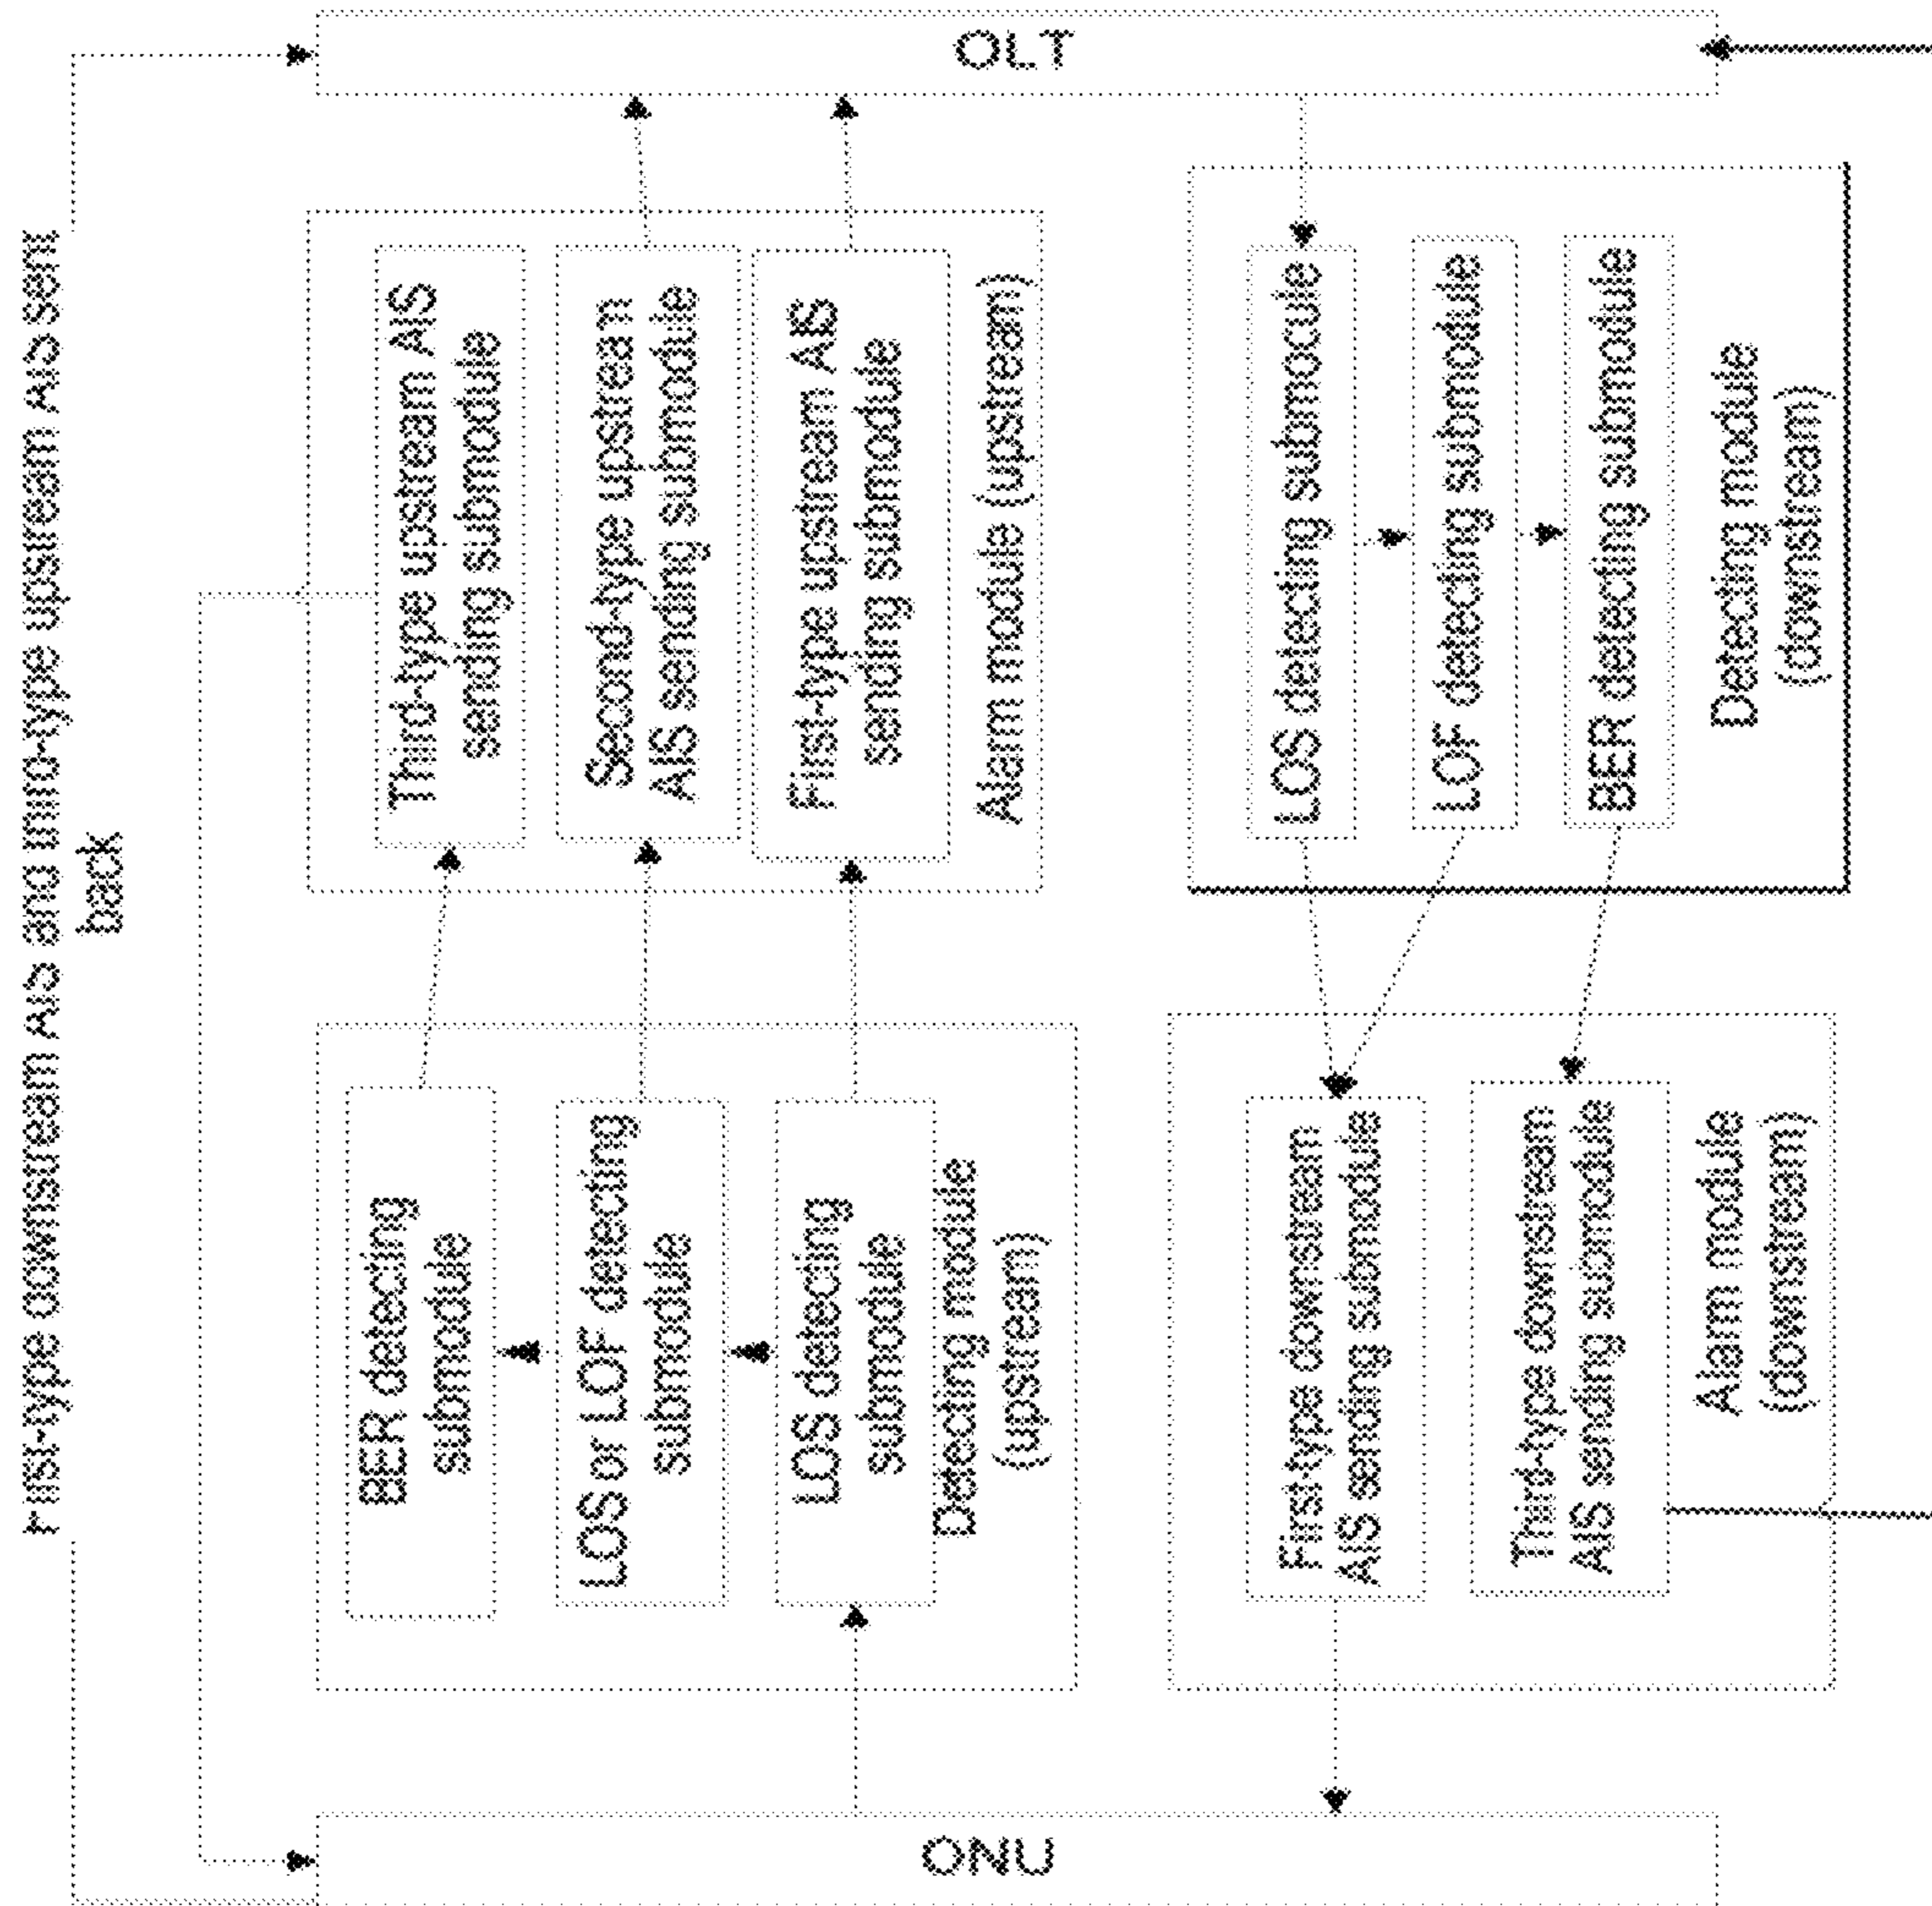 OLT
First-type downstream AIS and third-type upstream AIS sent
back
Third-type upstream AIS
sending submodule
Second-type upstream
AIS sending submodule
First-type upstream AIS
sending submodule
Alarm module (upstream)
LOS detecting submodule
LOF detecting submodule
BER detecting submodule
Detecting module
(downstream)
BER detecting
submodule
LOS or LOF detecting
submodule
LOS detecting
submodule
Detecting module
(upstream)
First-type downstream
AIS sending submodule
Third-type downstream
AIS sending submodule
Alarm module
(downstream)
ONU